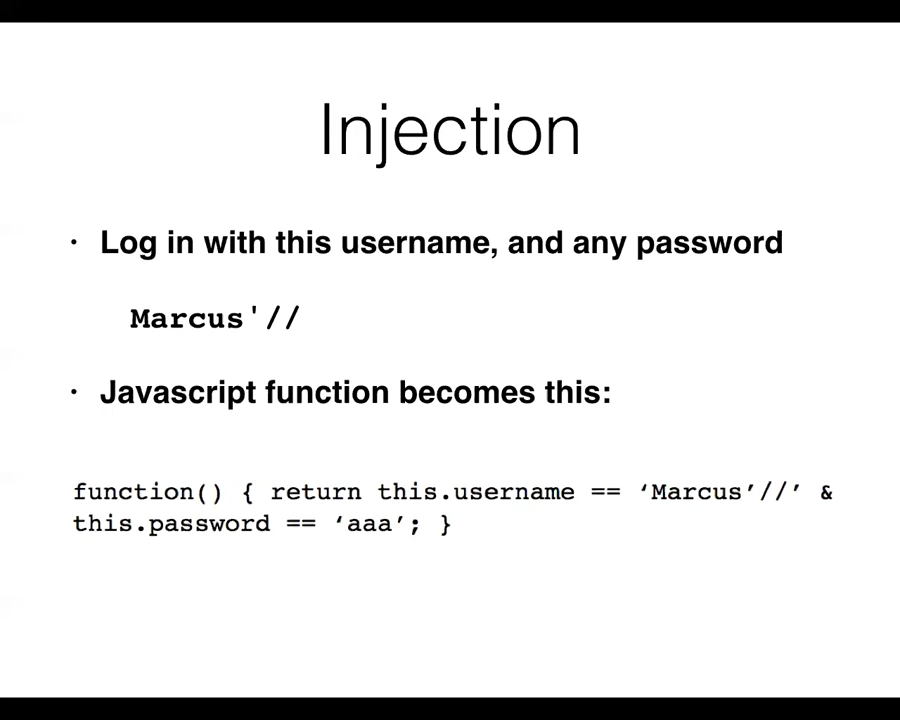 Injection
• Log in with this username, and any password
Marcus'//
• Javascript function becomes this:
function() { return this.username == ‘Marcus’//’ &
this.password == ‘aaa’; }